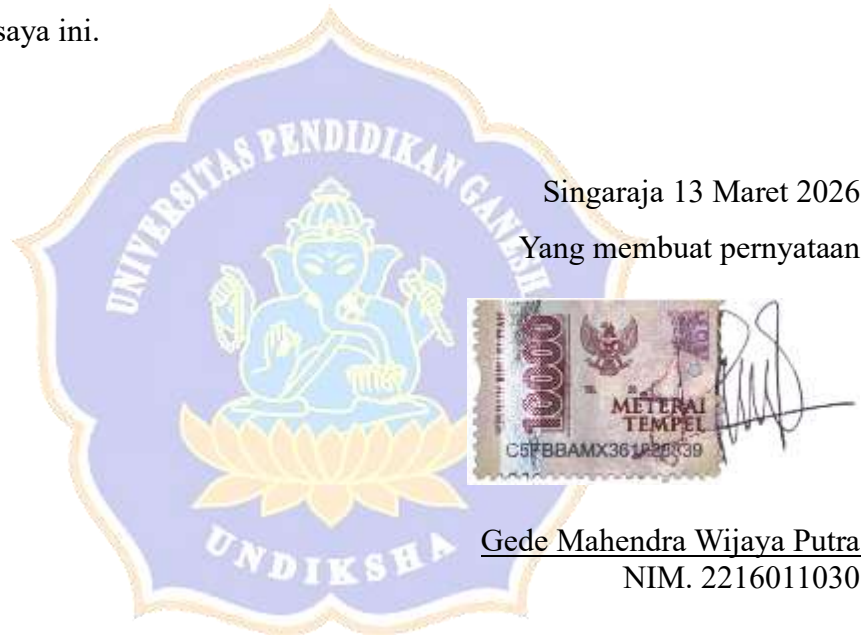 saya ini.
UNIVERSITAS PENDIDIKAN GANESH
Singaraja 13 Maret 2026
Yang membuat pernyataan
10000
METERAI
TEMPEL
Gede Mahendra Wijaya Putra
NIM. 2216011030
UNDIKSHA